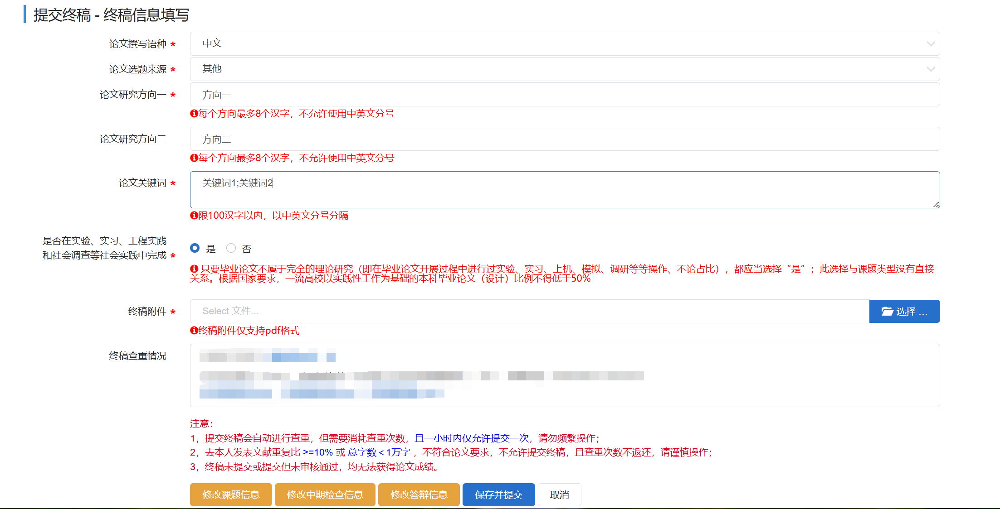 提交终稿 - 终稿信息填写
论文撰写语种 * 中文
论文选题来源 * 其他
论文研究方向一 * 方向一
每个方向最多8个汉字，不允许使用中英文分号
论文研究方向二 方向二
每个方向最多8个汉字，不允许使用中英文分号
论文关键词 * 关键词1;关键词2
限100汉字以内，以中英文分号分隔
是否在实验、实习、工程实践
和社会调查等社会实践中完成 *
是 否
只要毕业论文不属于完全的理论研究（即在毕业论文开展过程中进行过实验、实习、上机、模拟、调研等等操作、不论占比），都应当选择“是”；此选择与课题类型没有直接
关系。根据国家要求，一流高校以实践性工作为基础的本科毕业论文（设计）比例不得低于50%
终稿附件 * Select 文件... 选择 ...
终稿附件仅支持pdf格式
终稿查重情况
注意：
1，提交终稿会自动进行查重，但需要消耗查重次数，且一小时内仅允许提交一次，请勿频繁操作；
2，去本人发表文献重复比 >=10% 或 总字数 < 1万字 ，不符合论文要求，不允许提交终稿，且查重次数不返还，请谨慎操作；
3，终稿未提交或提交但未审核通过，均无法获得论文成绩。
修改课题信息 修改中期检查信息 修改答辩信息 保存并提交 取消